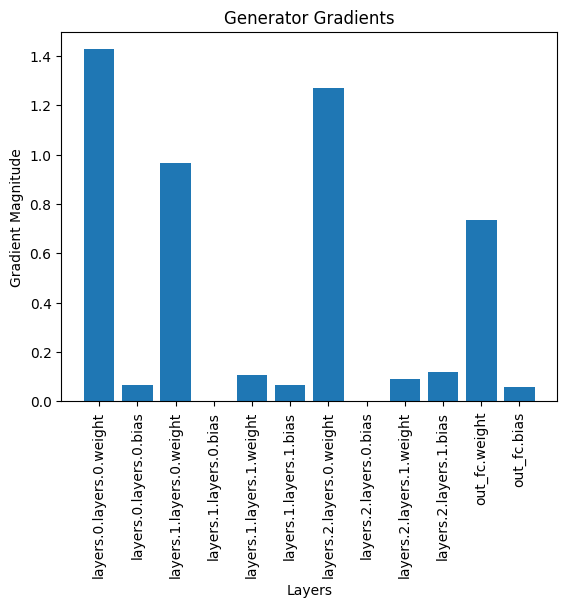 Generator Gradients
Gradient Magnitude
1.4
1.2
1.0
0.8
0.6
0.4
0.2
0.0
layers.0.layers.0.weight
layers.0.layers.0.bias
layers.1.layers.0.weight
layers.1.layers.0.bias
layers.1.layers.1.weight
layers.1.layers.1.bias
layers.2.layers.0.weight
layers.2.layers.0.bias
layers.2.layers.1.weight
layers.2.layers.1.bias
out_fc.weight
out_fc.bias
Layers